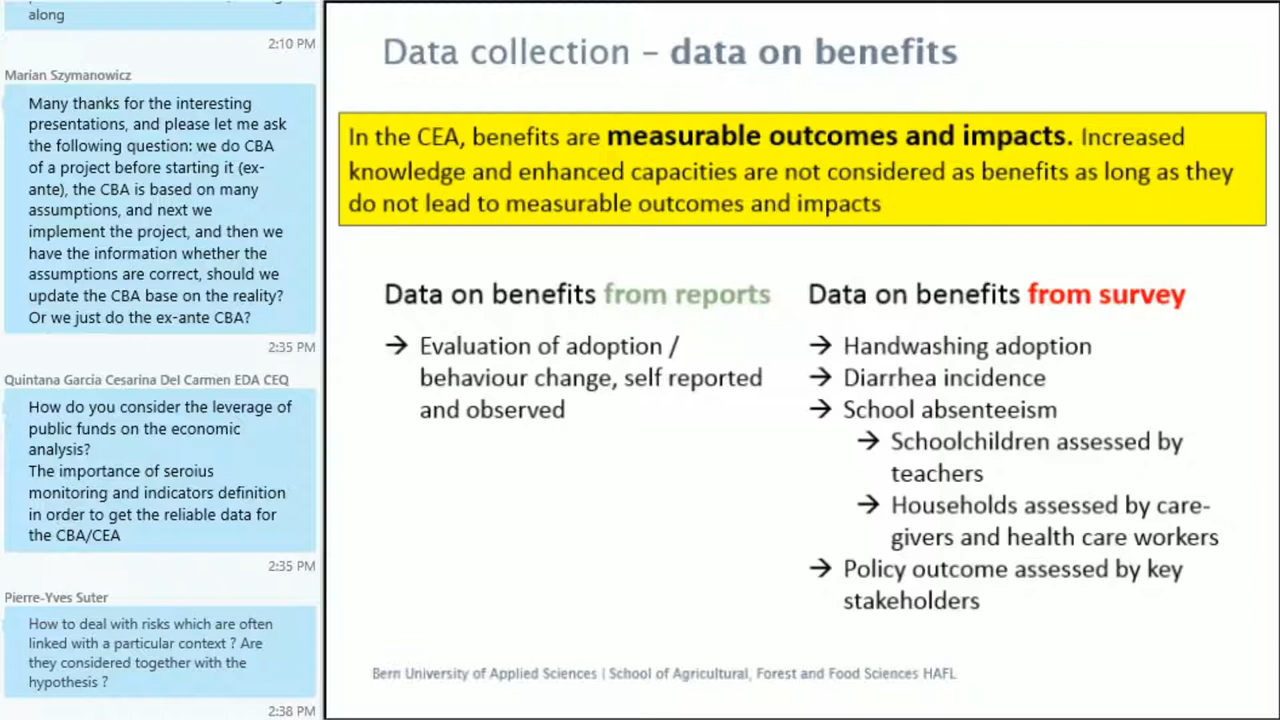 along
2:10 PM
Marian Szymanowicz
Many thanks for the interesting
presentations, and please let me ask
the following question: we do CBA
of a project before starting it (ex-
ante), the CBA is based on many
assumptions, and next we
implement the project, and then we
have the information whether the
assumptions are correct, should we
update the CBA base on the reality?
Or we just do the ex-ante CBA?
2:35 PM
Quintana Garcia Cesarina Del Carmen EDA CEQ
How do you consider the leverage of
public funds on the economic
analysis?
The importance of seroius
monitoring and indicators definition
in order to get the reliable data for
the CBA/CEA
2:35 PM
Pierre-Yves Suter
How to deal with risks which are often
linked with a particular context ? Are
they considered together with the
hypothesis ?
2:38 PM
Data collection – data on benefits
In the CEA, benefits are measurable outcomes and impacts. Increased
knowledge and enhanced capacities are not considered as benefits as long as they
do not lead to measurable outcomes and impacts
Data on benefits from reports
→ Evaluation of adoption /
behaviour change, self reported
and observed
Data on benefits from survey
→ Handwashing adoption
→ Diarrhea incidence
→ School absenteeism
→ Schoolchildren assessed by
teachers
→ Households assessed by care-
givers and health care workers
→ Policy outcome assessed by key
stakeholders
Bern University of Applied Sciences | School of Agricultural, Forest and Food Sciences HAFL